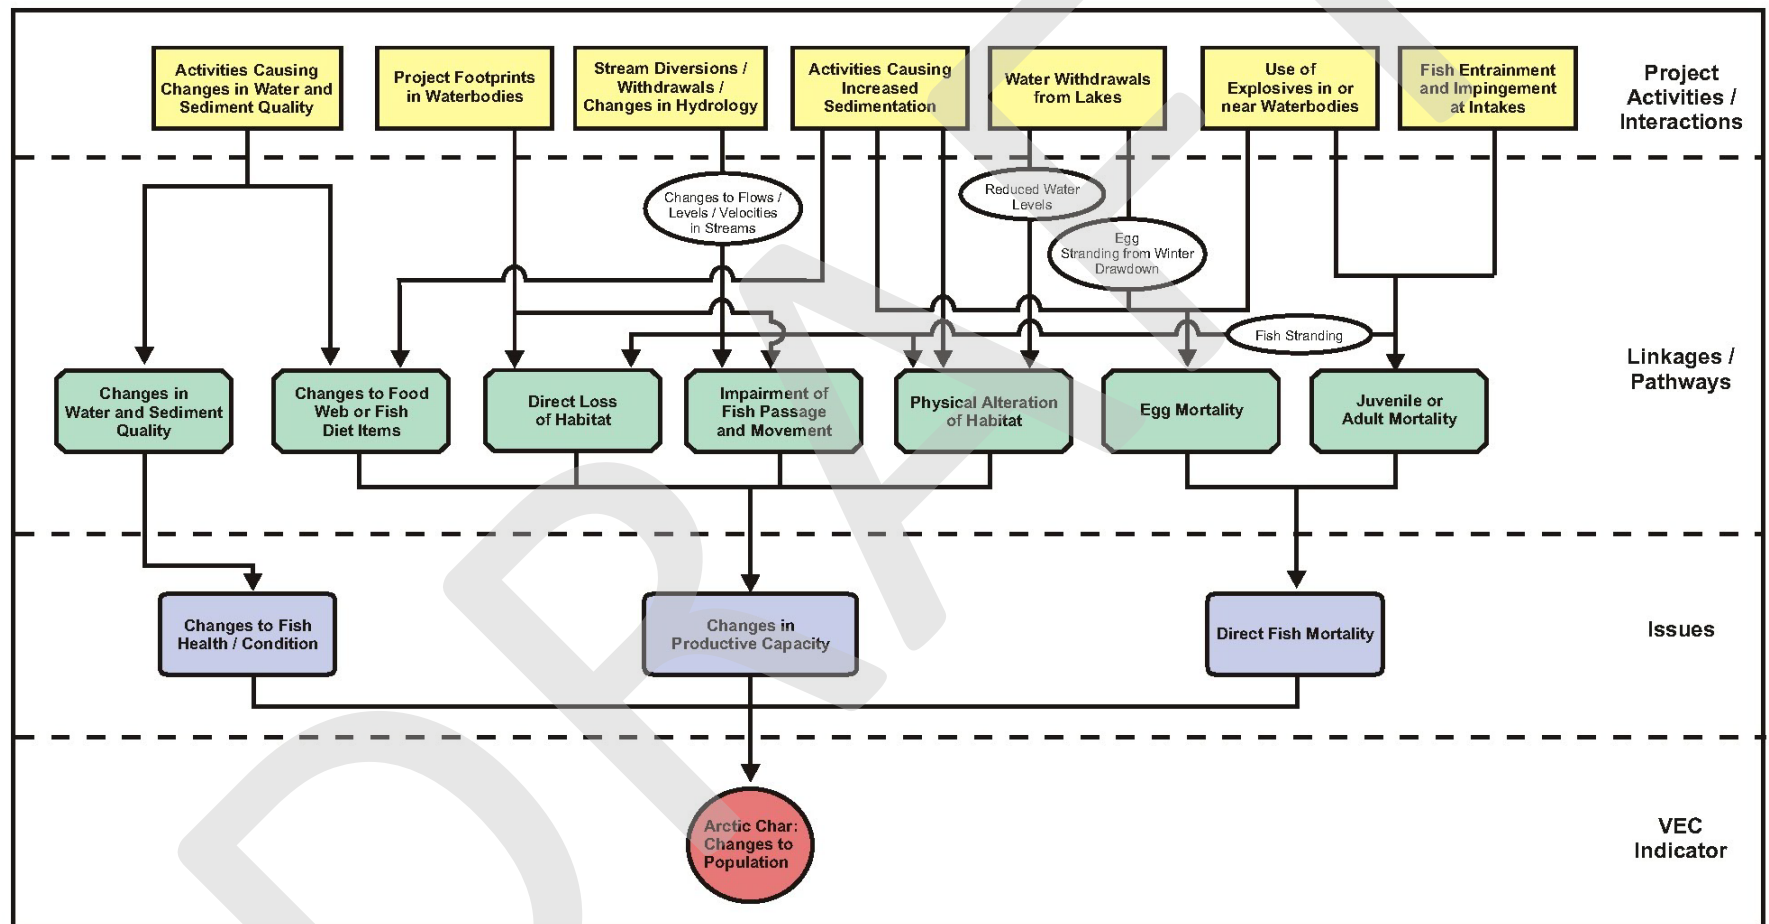 Activities Causing
Changes in Water and
Sediment Quality
Project Footprints
in Waterbodies
Stream Diversions /
Withdrawals /
Changes in Hydrology
Activities Causing
Increased
Sedimentation
Water Withdrawals
from Lakes
Use of
Explosives in or
near Waterbodies
Fish Entrainment
and Impingement
at Intakes
Project
Activities /
Interactions
Changes to Flows /
Levels / Velocities
in Streams
Reduced Water
Levels
Egg
Stranding from Winter
Drawdown
Fish Stranding
Linkages /
Pathways
Changes in
Water and Sediment
Quality
Changes to Food
Web or Fish
Diet Items
Direct Loss
of Habitat
Impairment of
Fish Passage
and Movement
Physical Alteration
of Habitat
Egg Mortality
Juvenile or
Adult Mortality
Changes to Fish
Health / Condition
Changes in
Productive Capacity
Direct Fish Mortality
Issues
Arctic Char:
Changes to
Population
VEC
Indicator
DRAFT